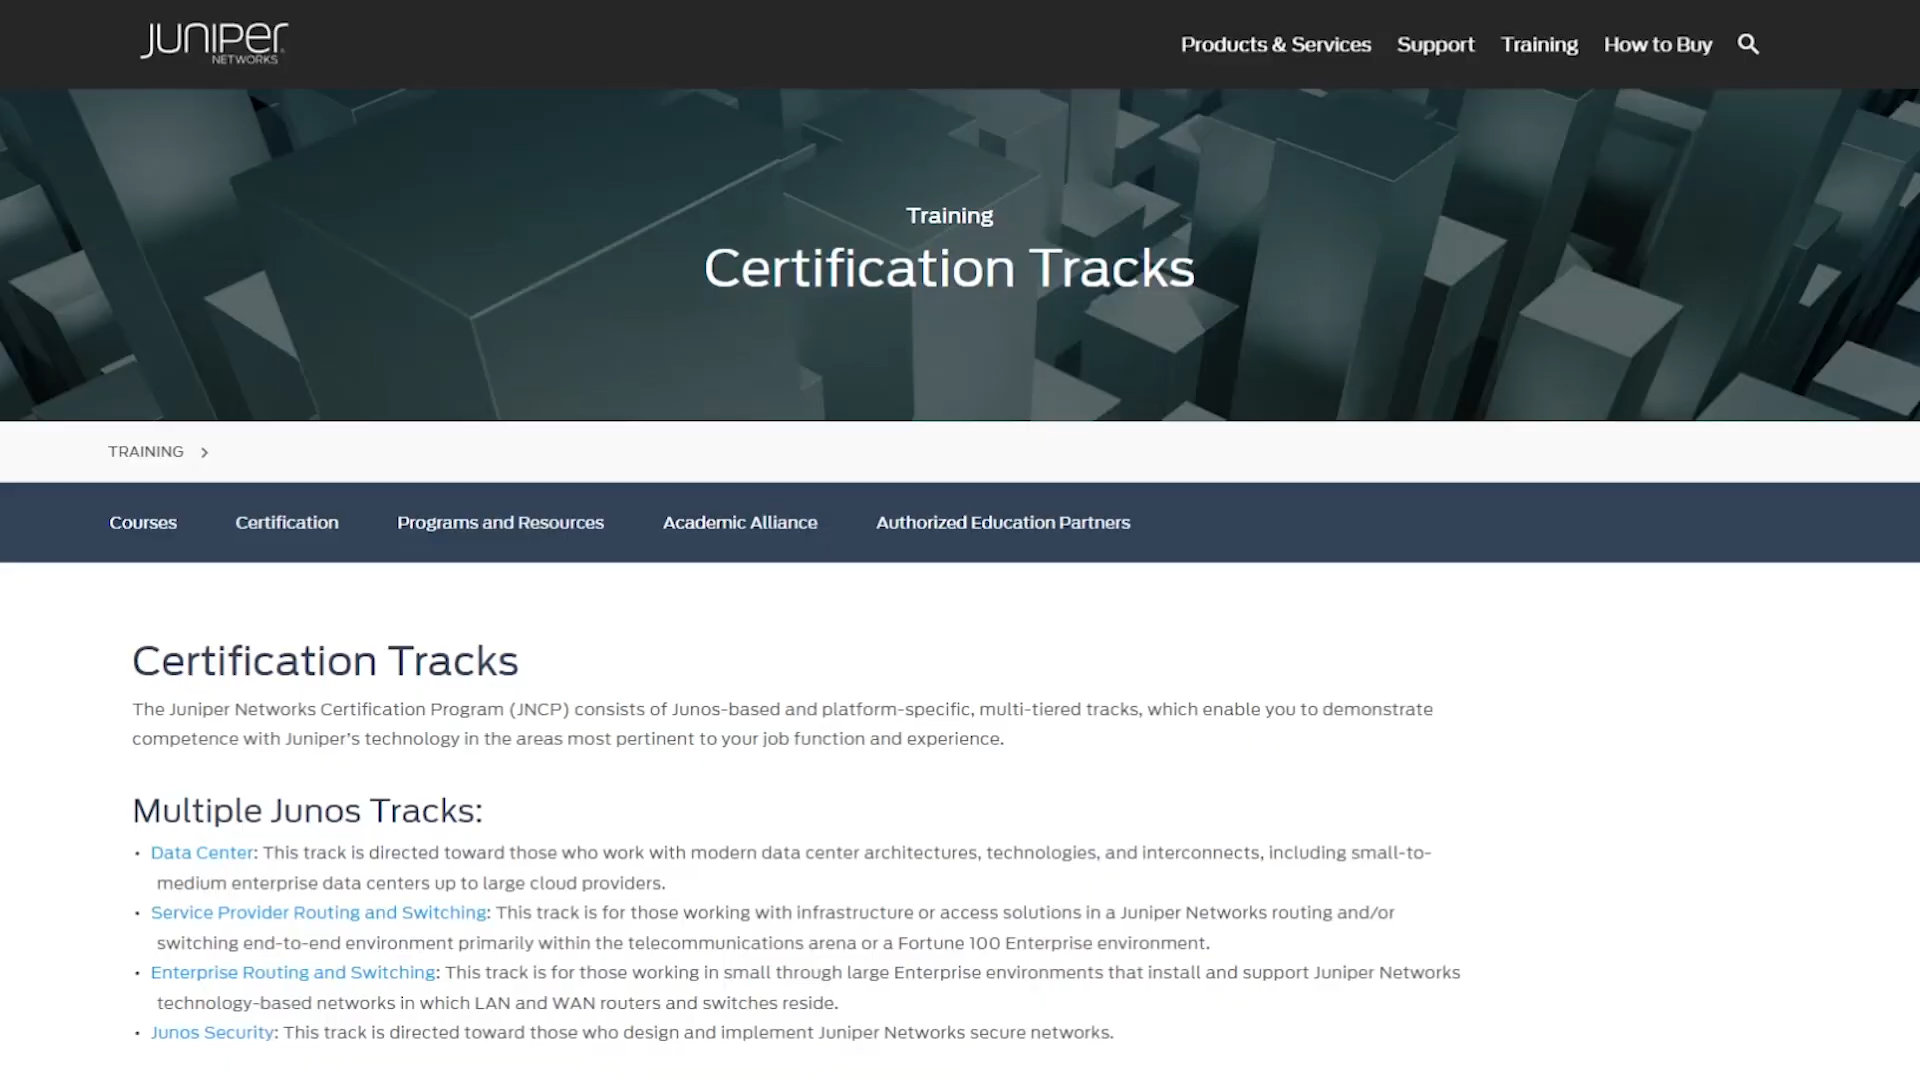 Juniper
NETWORKS
Products & Services Support Training How to Buy
Training
Certification Tracks
TRAINING
Courses Certification Programs and Resources Academic Alliance Authorized Education Partners
Certification Tracks
The Juniper Networks Certification Program (JNCP) consists of Junos-based and platform-specific, multi-tiered tracks, which enable you to demonstrate
competence with Juniper’s technology in the areas most pertinent to your job function and experience.
Multiple Junos Tracks:
• Data Center: This track is directed toward those who work with modern data center architectures, technologies, and interconnects, including small-to-
medium enterprise data centers up to large cloud providers.
• Service Provider Routing and Switching: This track is for those working with infrastructure or access solutions in a Juniper Networks routing and/or
switching end-to-end environment primarily within the telecommunications arena or a Fortune 100 Enterprise environment.
• Enterprise Routing and Switching: This track is for those working in small through large Enterprise environments that install and support Juniper Networks
technology-based networks in which LAN and WAN routers and switches reside.
• Junos Security: This track is directed toward those who design and implement Juniper Networks secure networks.